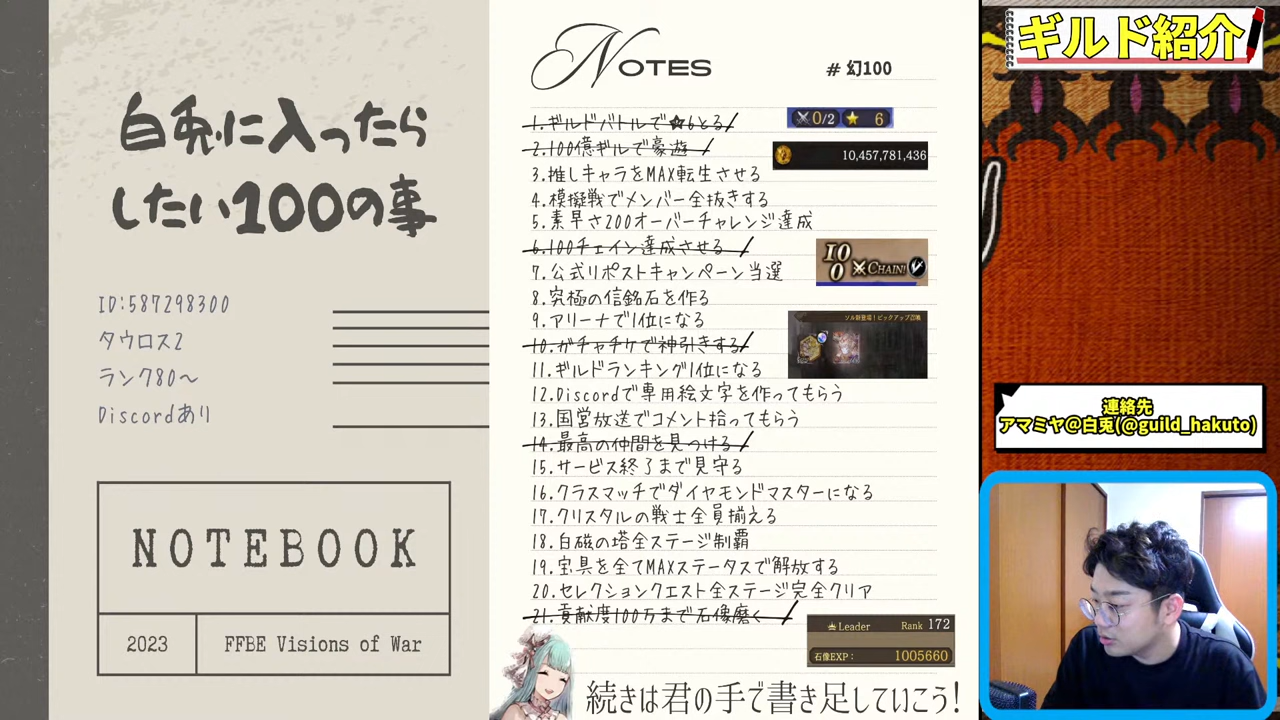 白兎に入ったら
したい100の事
ID:587298300
タウロス2
ランク80～
Discordあり
NOTEBOOK
2023
FFBE Visions of War
NOTES
# 幻100
1.ギルドバトルで★6とる
0/2 ★ 6
2.100億ギルで豪遊
10,457,781,436
3.推しキャラをMAX転生させる
4.模擬戦でメンバー全抜きする
5.素早さ200オーバーチャレンジ達成
6.100チェイン達成させる
100 CHAIN!
7.公式リポストキャンペーン当選
8.究極の信銘石を作る
9.アリーナで1位になる
ソル新登場！ピックアップ召喚
10.ガチャチケで神引きする
11.ギルドランキング1位になる
12.Discordで専用絵文字を作ってもらう
13.国営放送でコメント拾ってもらう
14.最高の仲間を見つける
15.サービス終了まで見守る
16.クラスマッチでダイヤモンドマスターになる
17.クリスタルの戦士全員揃える
18.白磁の塔全ステージ制覇
19.宝具を全てMAXステータスで解放する
20.セレクションクエスト全ステージ完全クリア
21.貢献度100万まで石像磨く
Leader Rank 172
石像EXP： 1005660
続きは君の手で書き足していこう！
ギルド紹介
連絡先
アマミヤ@白兎(@guild_hakuto)